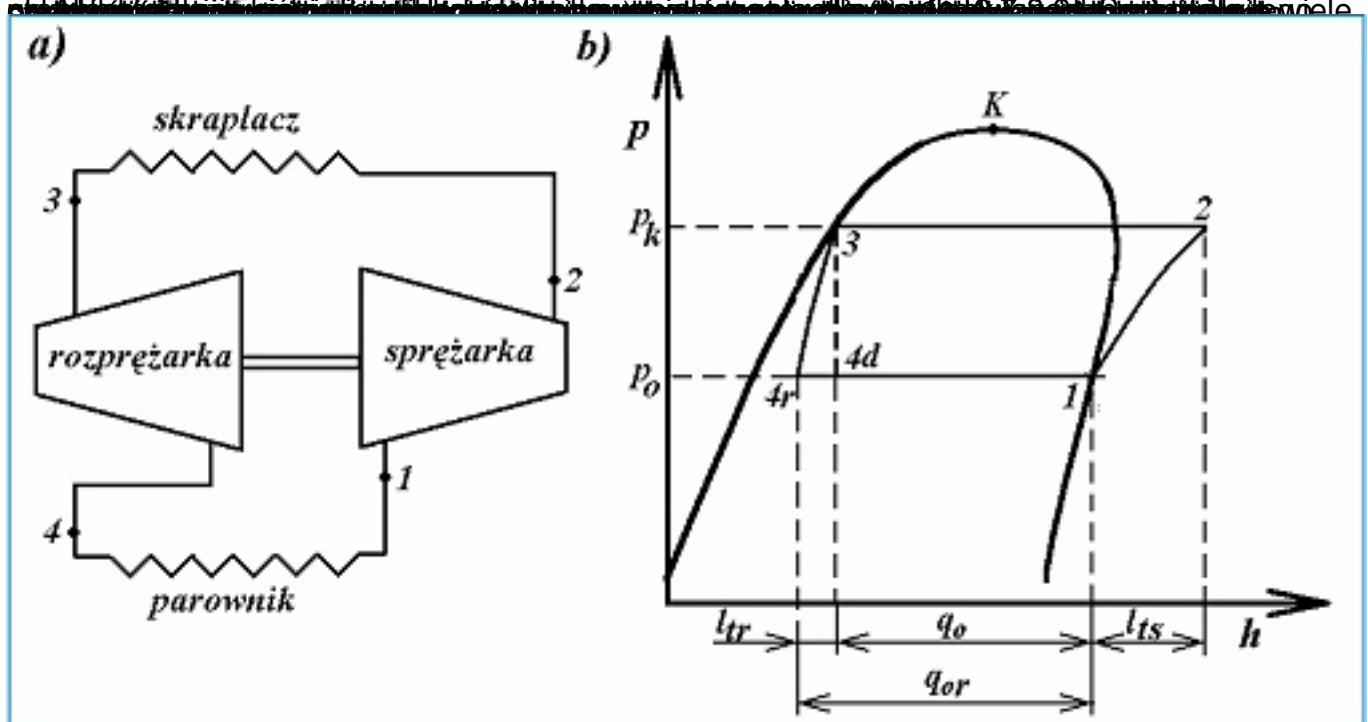 wiele
a)
b)
skraplacz
K
p
3
p_k
2
3
2
rozprężarka
sprężarka
p_o
4d
4r
1
1
4
parownik
l_tr
q_o
l_ts
h
q_or